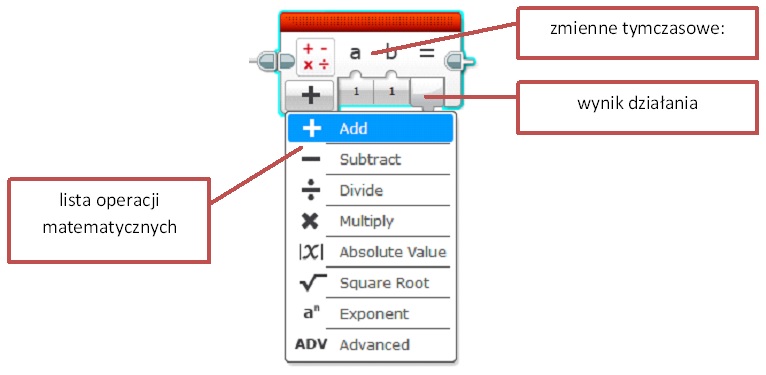 zmienne tymczasowe:
a b =
+ -
× ÷
+ 1 1
wynik działania
+ Add
− Subtract
÷ Divide
× Multiply
|X| Absolute Value
√ Square Root
aⁿ Exponent
ADV Advanced
lista operacji
matematycznych